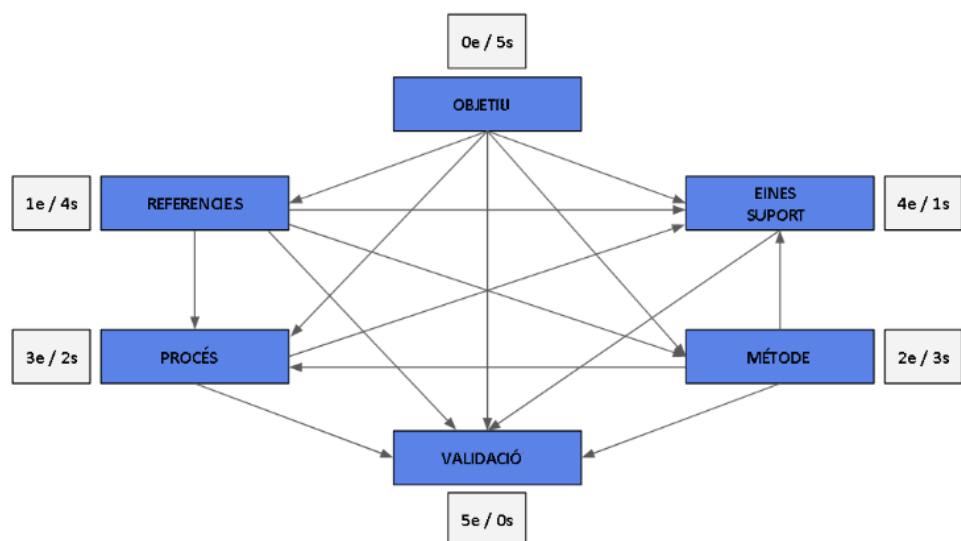 0e / 5s
OBJETIU
1e / 4s
REFERENCIES
EINES
SUPORT
4e / 1s
3e / 2s
PROCÉS
MÉTODE
2e / 3s
VALIDACIÓ
5e / 0s